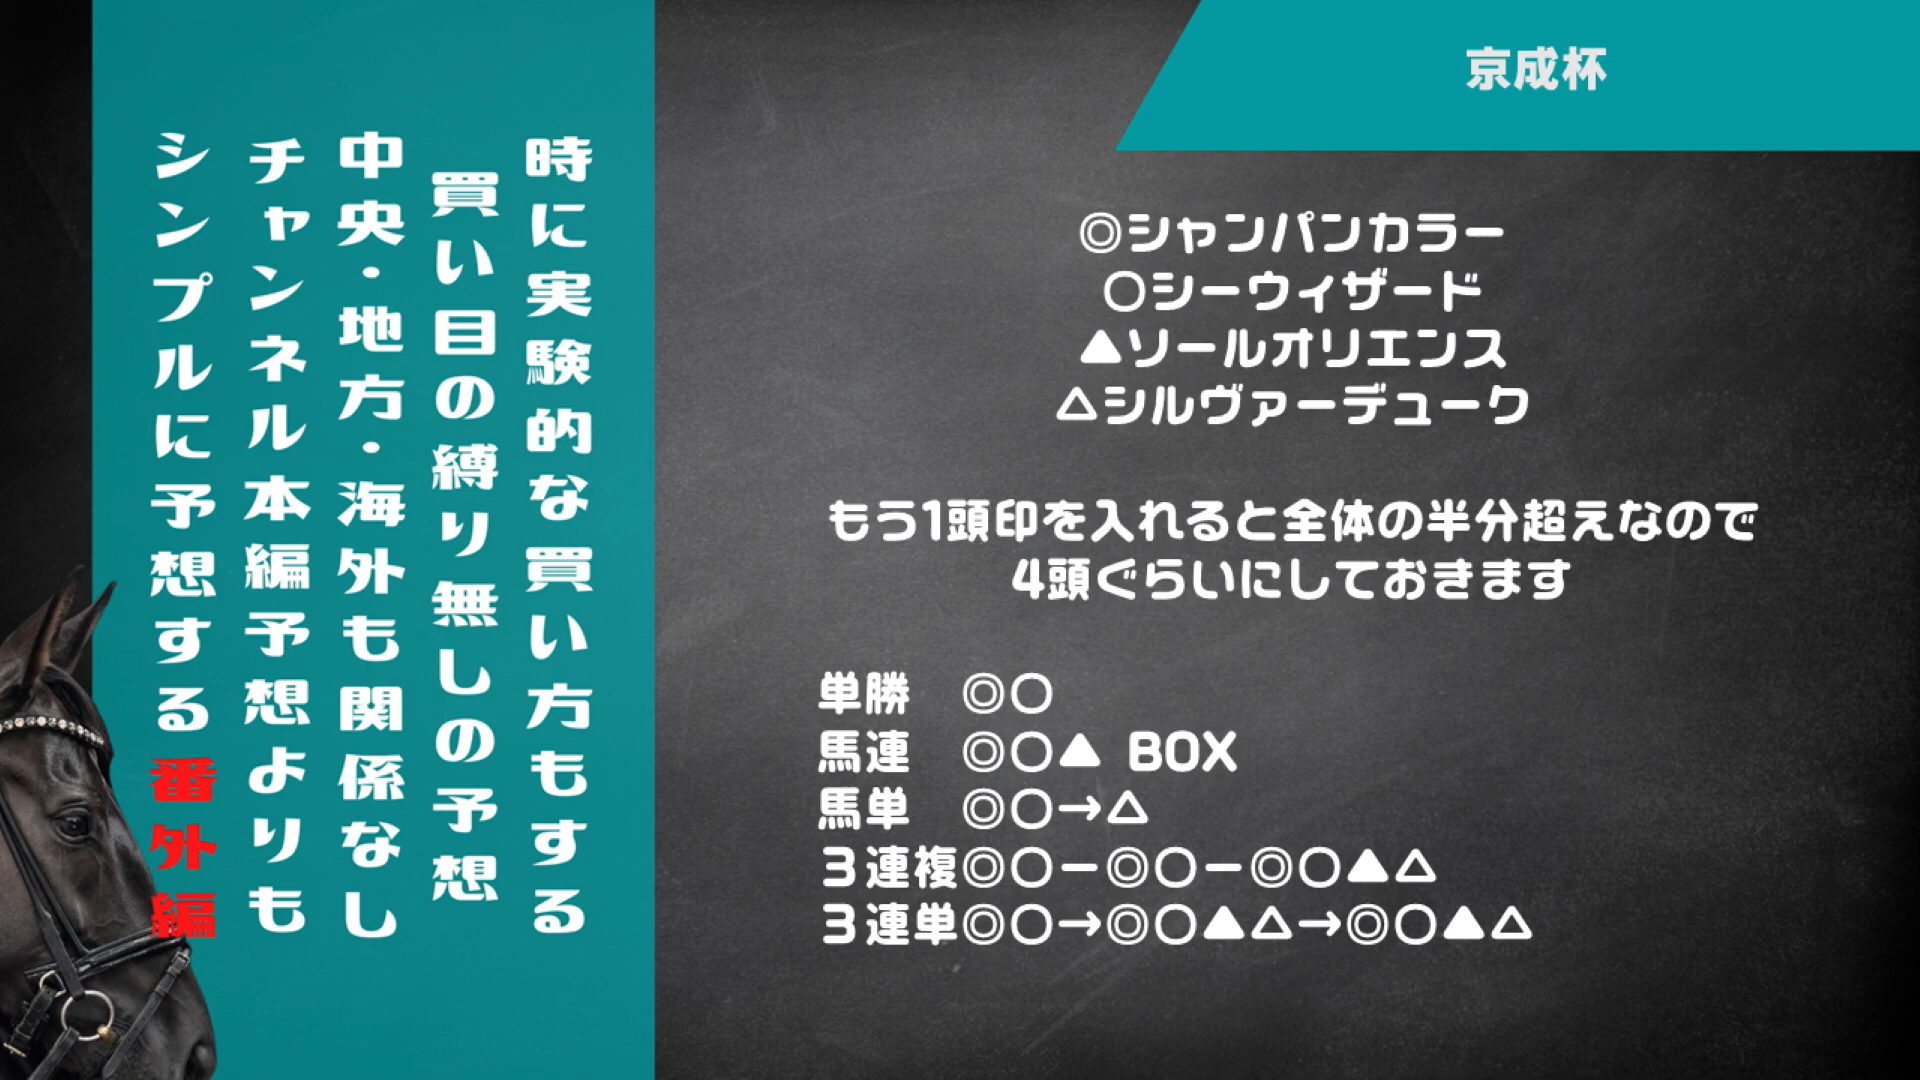 時に実験的な買い方もする
買い目の縛り無しの予想
中央・地方・海外も関係なし
チャンネル本編予想よりも
シンプルに予想する番外編
京成杯
◎シャンパンカラー
○シーウィザード
▲ソールオリエンス
△シルヴァーデューク
もう1頭印を入れると全体の半分超えなので
4頭ぐらいにしておきます
単勝　◎○
馬連　◎○▲ BOX
馬単　◎○→△
３連複◎○ー◎○ー◎○▲△
３連単◎○→◎○▲△→◎○▲△